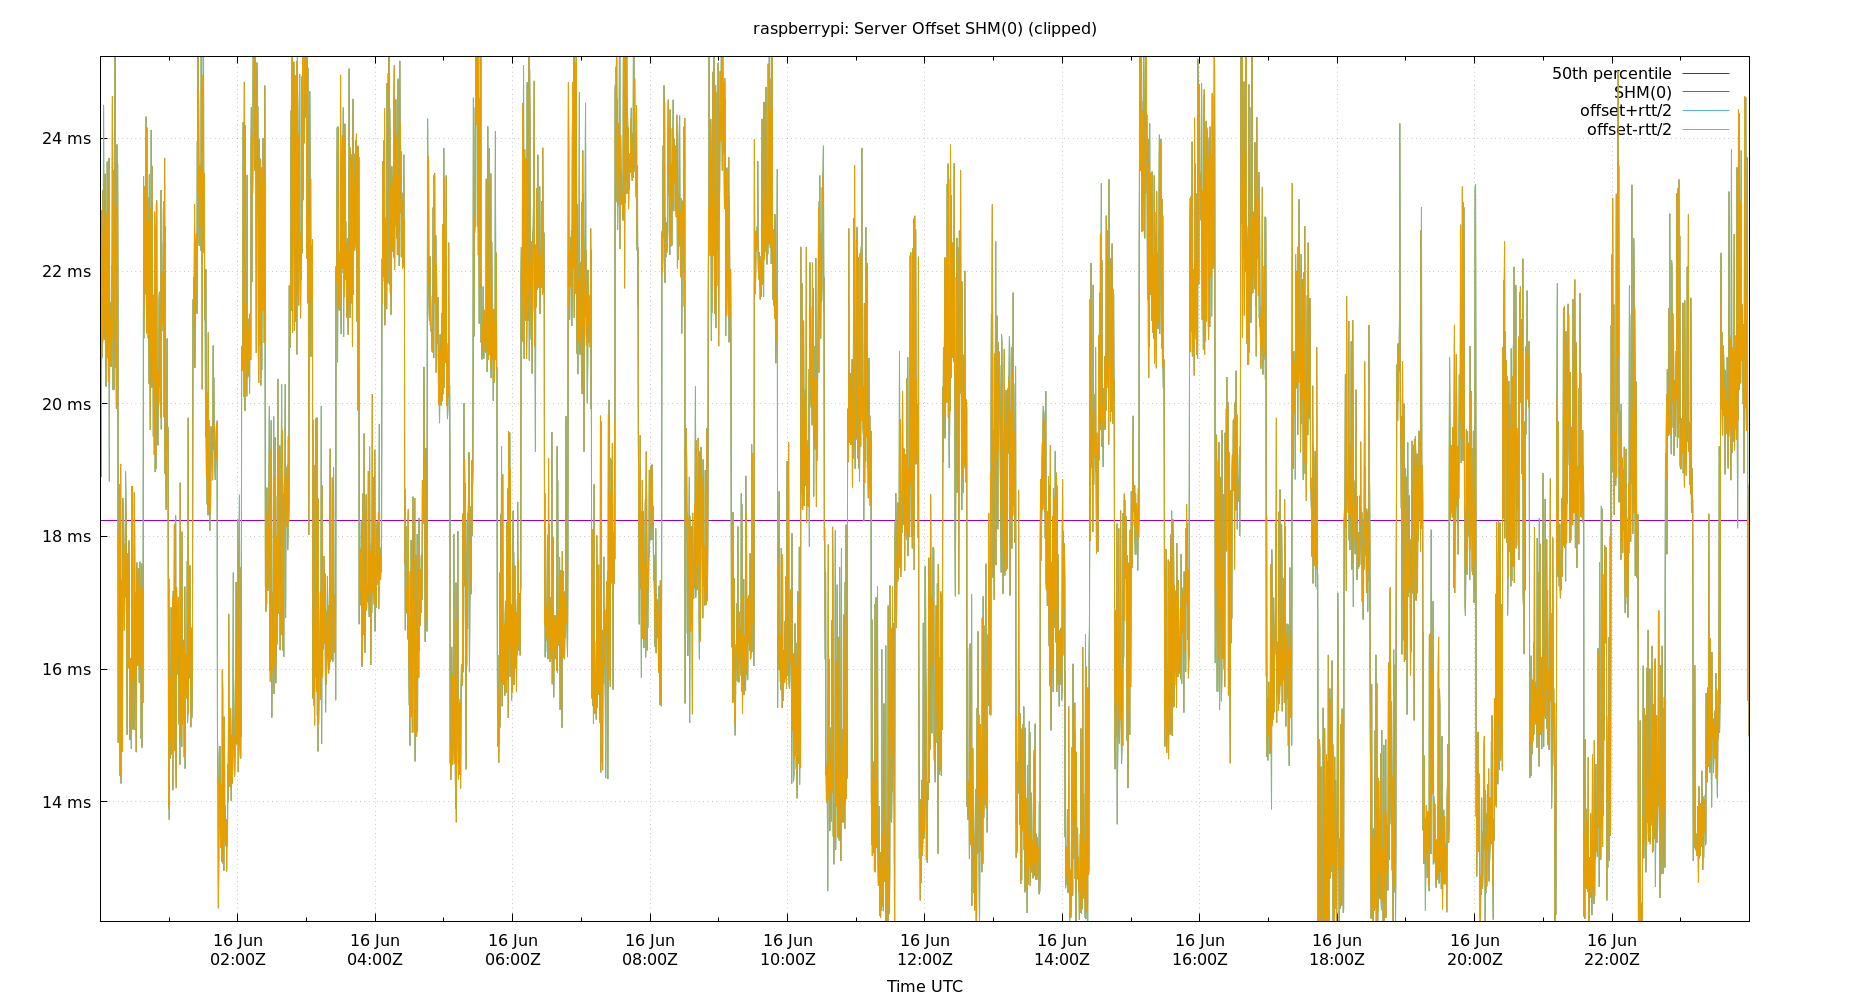 raspberrypi: Server Offset SHM(0) (clipped)
50th percentile
SHM(0)
offset+rtt/2
offset-rtt/2
24 ms
22 ms
20 ms
18 ms
16 ms
14 ms
16 Jun 16 Jun 16 Jun 16 Jun 16 Jun 16 Jun 16 Jun 16 Jun 16 Jun 16 Jun 16 Jun
02:00Z 04:00Z 06:00Z 08:00Z 10:00Z 12:00Z 14:00Z 16:00Z 18:00Z 20:00Z 22:00Z
Time UTC